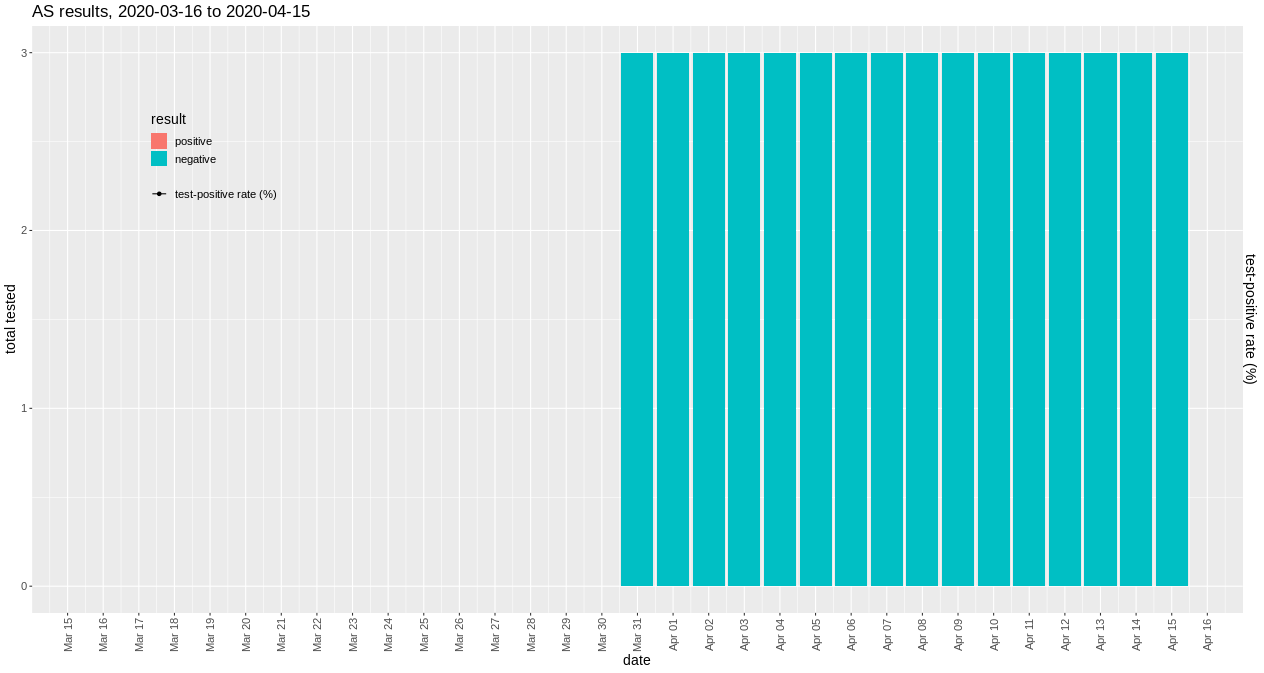 AS results, 2020-03-16 to 2020-04-15
3
2
1
0
total tested
result
positive
negative
test-positive rate (%)
test-positive rate (%)
Mar 15
Mar 16
Mar 17
Mar 18
Mar 19
Mar 20
Mar 21
Mar 22
Mar 23
Mar 24
Mar 25
Mar 26
Mar 27
Mar 28
Mar 29
Mar 30
Mar 31
Apr 01
Apr 02
Apr 03
Apr 04
Apr 05
Apr 06
Apr 07
Apr 08
Apr 09
Apr 10
Apr 11
Apr 12
Apr 13
Apr 14
Apr 15
Apr 16
date